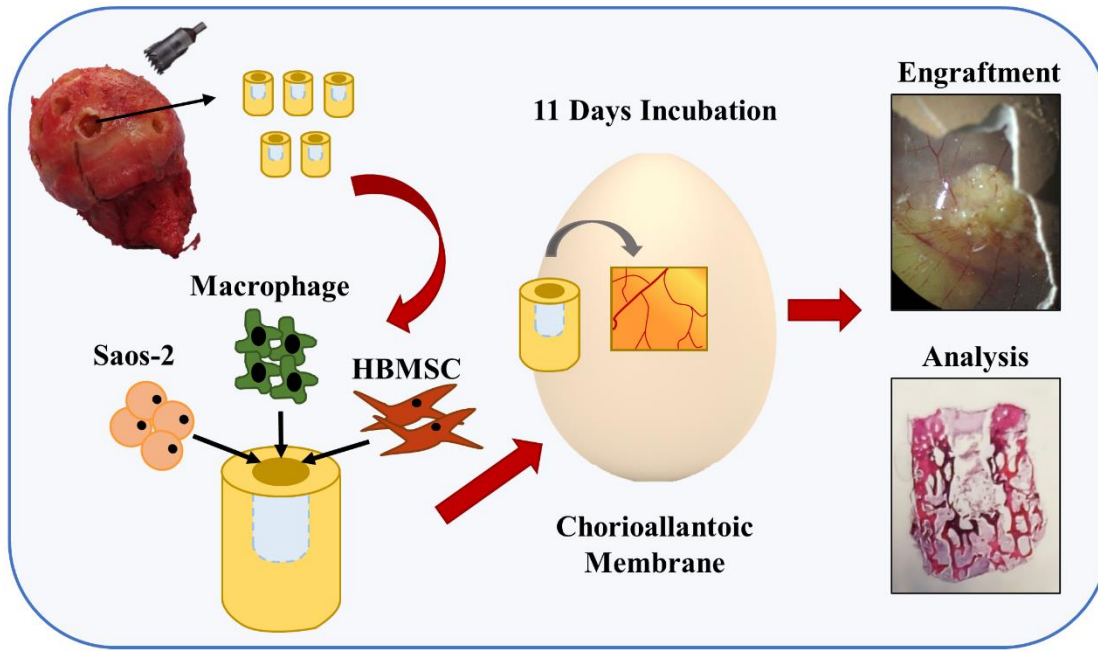 Engraftment
11 Days Incubation
Macrophage
Saos-2
HBMSC
Analysis
Chorioallantoic
Membrane